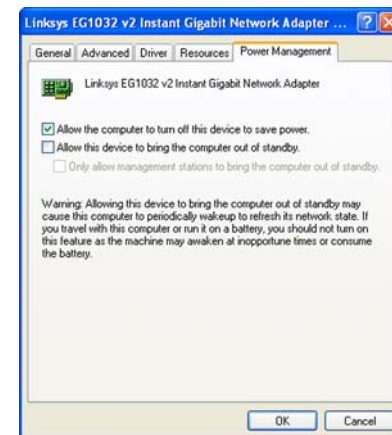 Linksys EG1032 v2 Instant Gigabit Network Adapter ...
General Advanced Driver Resources Power Management
Linksys EG1032 v2 Instant Gigabit Network Adapter
Allow the computer to turn off this device to save power.
Allow this device to bring the computer out of standby.
Only allow management stations to bring the computer out of standby.
Warning: Allowing this device to bring the computer out of standby may
cause this computer to periodically wakeup to refresh its network state. If
you travel with this computer or run it on a battery, you should not turn on
this feature as the machine may awaken at inopportune times or consume
the battery.
OK Cancel